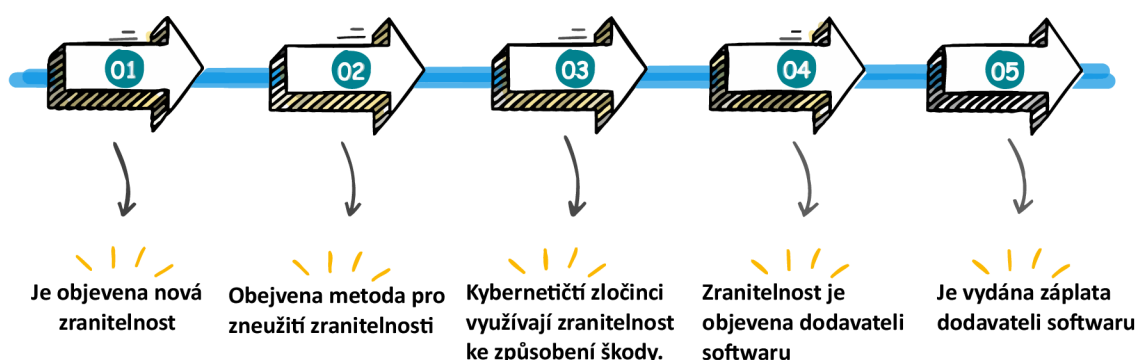 01
02
03
04
05
Je objevena nová
zranitelnost
Obejvena metoda pro
zneužití zranitelnosti
Kybernetičtí zločinci
využívají zranitelnost
ke způsobení škody.
Zranitelnost je
objevena dodavateli
softwaru
Je vydána záplata
dodavateli softwaru